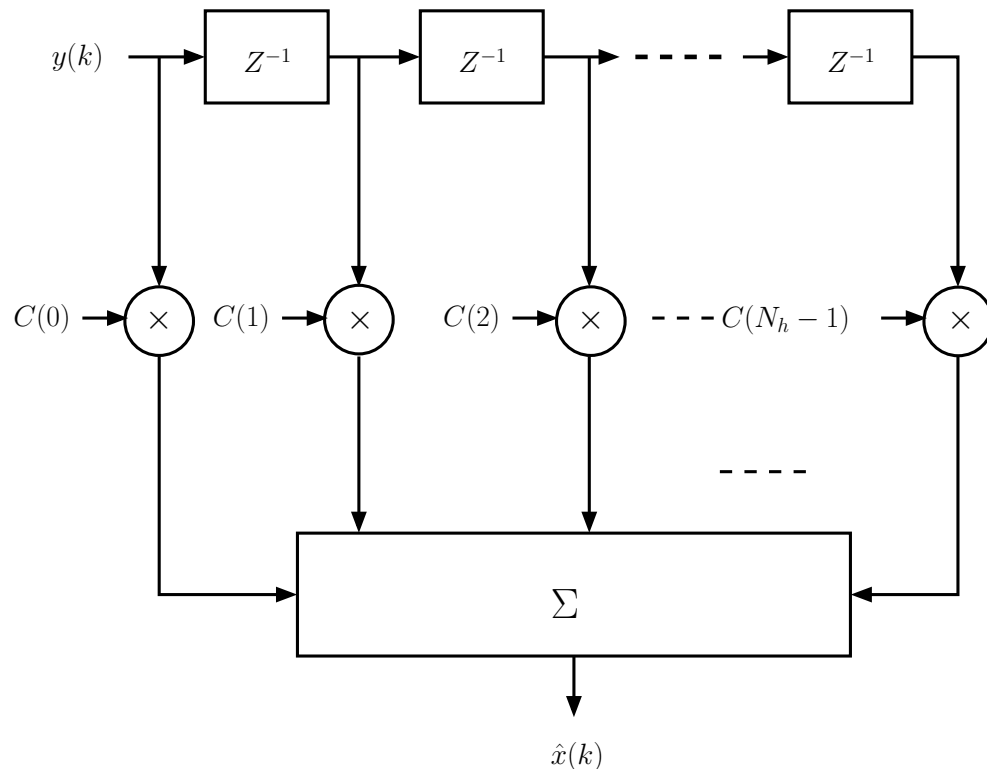 y(k)
Z⁻¹
Z⁻¹
Z⁻¹
C(0)
×
C(1)
×
C(2)
×
C(N_h − 1)
×
Σ
x̂(k)